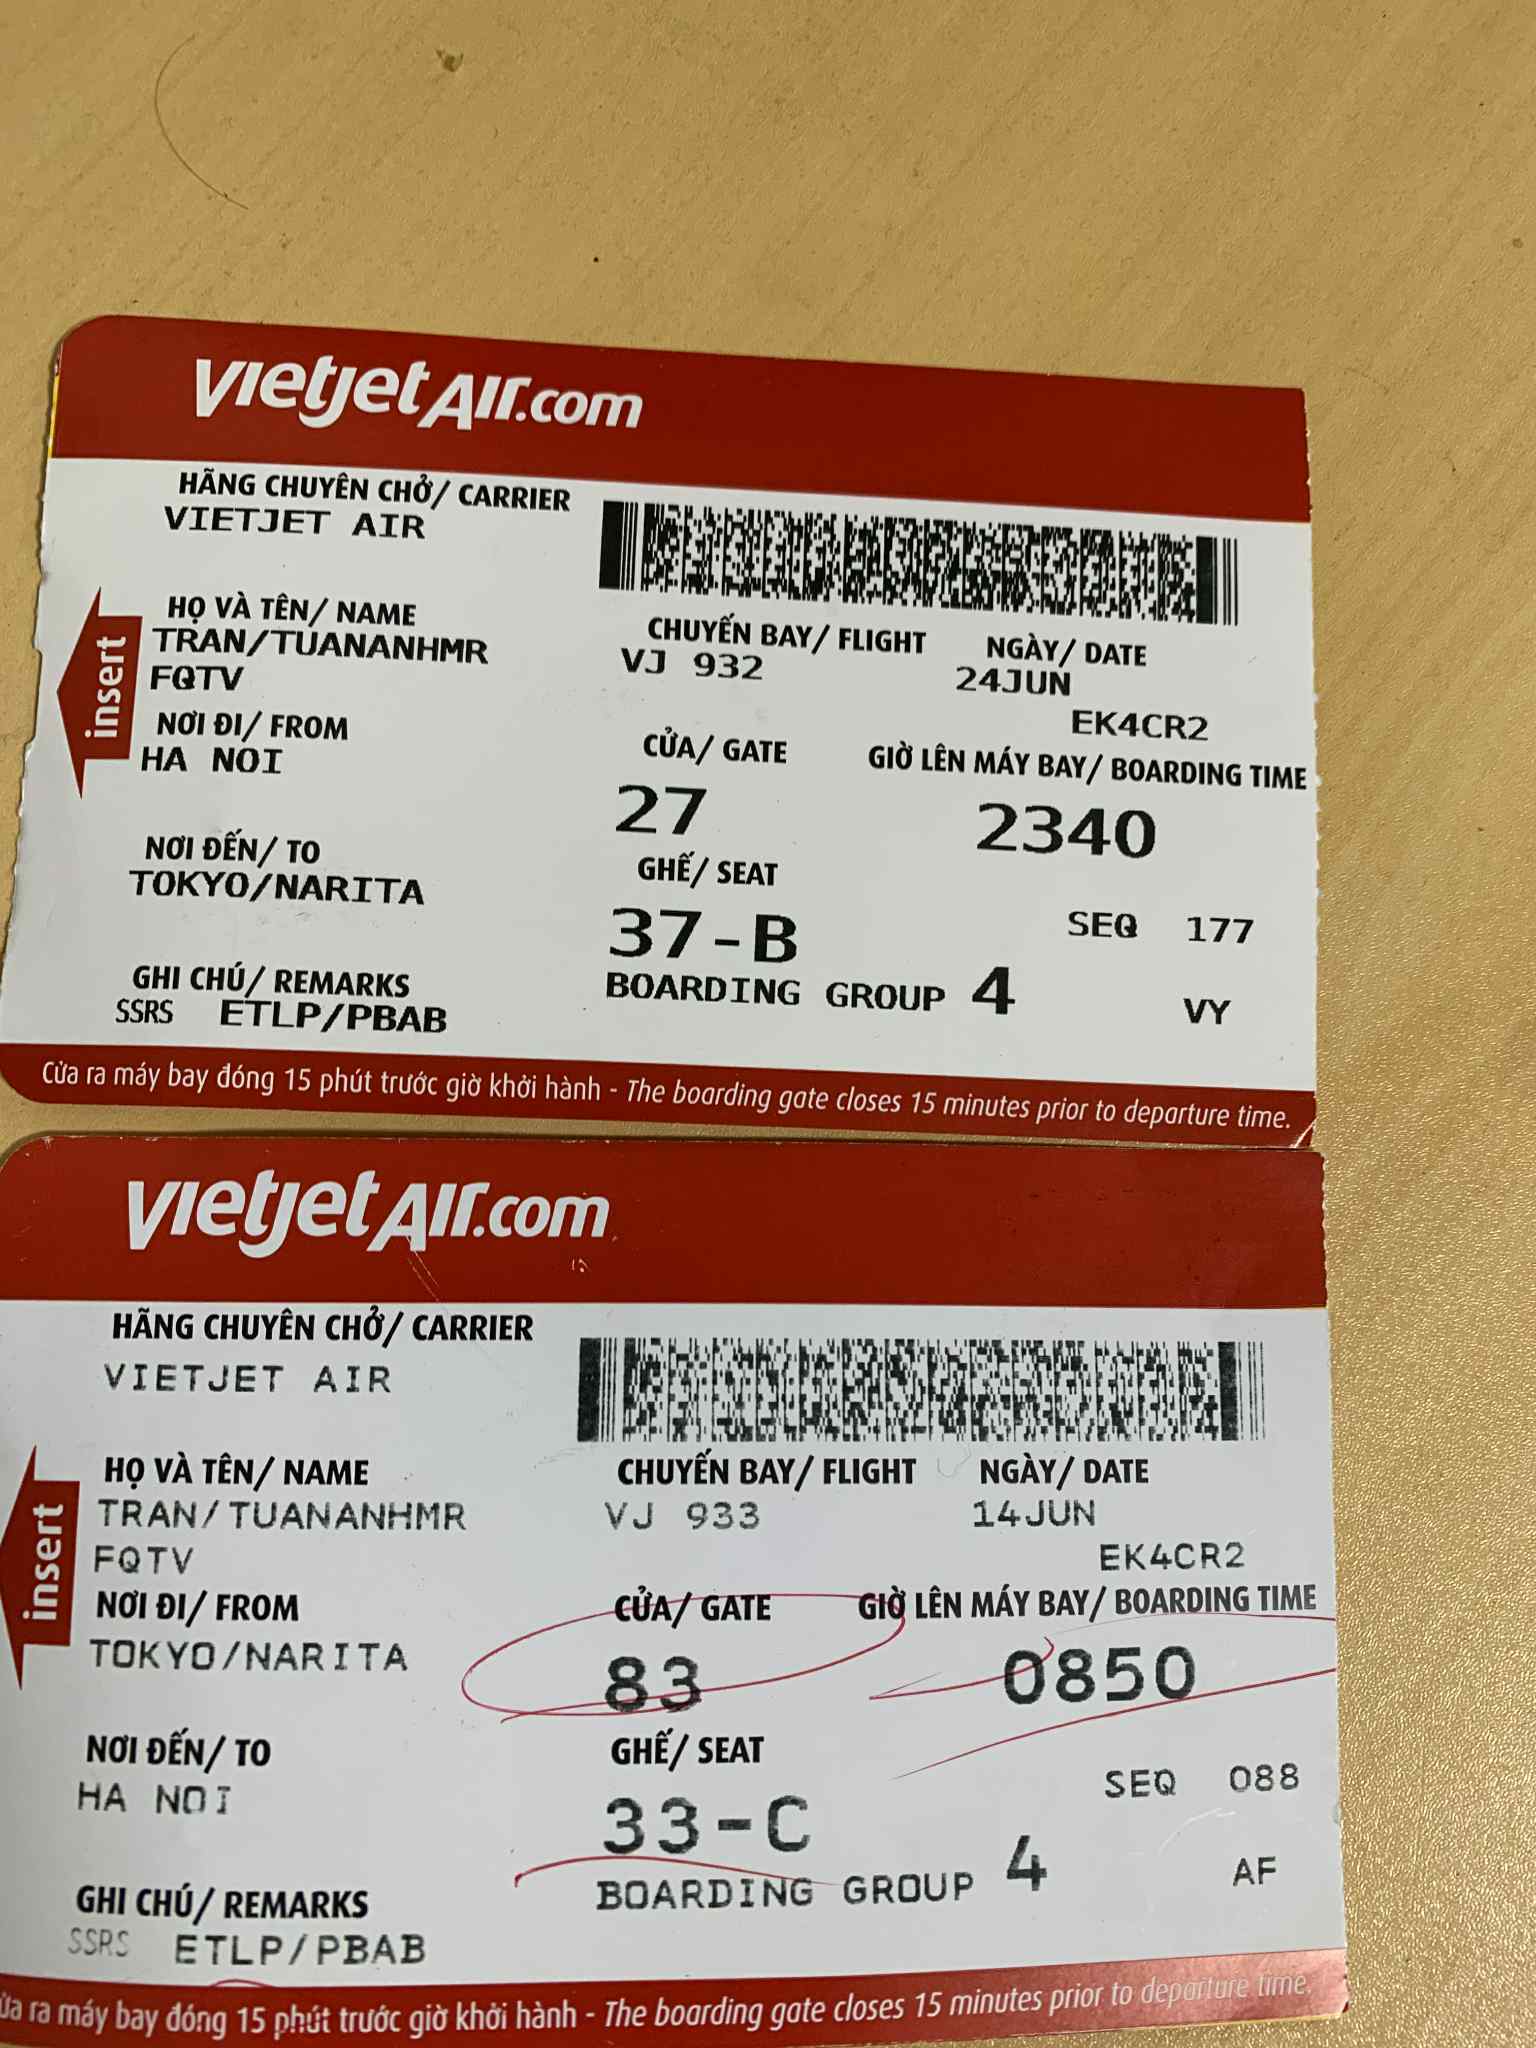 vietjetAir.com
HÃNG CHUYÊN CHỞ/ CARRIER
VIETJET AIR
HỌ VÀ TÊN/ NAME
TRAN/TUANANHMR
FQTV
CHUYẾN BAY/ FLIGHT
VJ 932
NGÀY/ DATE
24JUN
EK4CR2
insert
NƠI ĐI/ FROM
HA NOI
CỬA/ GATE
27
GIỜ LÊN MÁY BAY/ BOARDING TIME
2340
NƠI ĐẾN/ TO
TOKYO/NARITA
GHẾ/ SEAT
37-B
SEQ 177
GHI CHÚ/ REMARKS
SSRS ETLP/PBAB
BOARDING GROUP 4
VY
Cửa ra máy bay đóng 15 phút trước giờ khởi hành - The boarding gate closes 15 minutes prior to departure time.
vietjetAir.com
HÃNG CHUYÊN CHỞ/ CARRIER
VIETJET AIR
HỌ VÀ TÊN/ NAME
TRAN/TUANANHMR
FQTV
CHUYẾN BAY/ FLIGHT
VJ 933
NGÀY/ DATE
14JUN
EK4CR2
insert
NƠI ĐI/ FROM
TOKYO/NARITA
CỬA/ GATE
83
GIỜ LÊN MÁY BAY/ BOARDING TIME
0850
NƠI ĐẾN/ TO
HA NOI
GHẾ/ SEAT
33-C
SEQ 088
GHI CHÚ/ REMARKS
SSRS ETLP/PBAB
BOARDING GROUP 4
AF
ửa ra máy bay đóng 15 phút trước giờ khởi hành - The boarding gate closes 15 minutes prior to departure time.